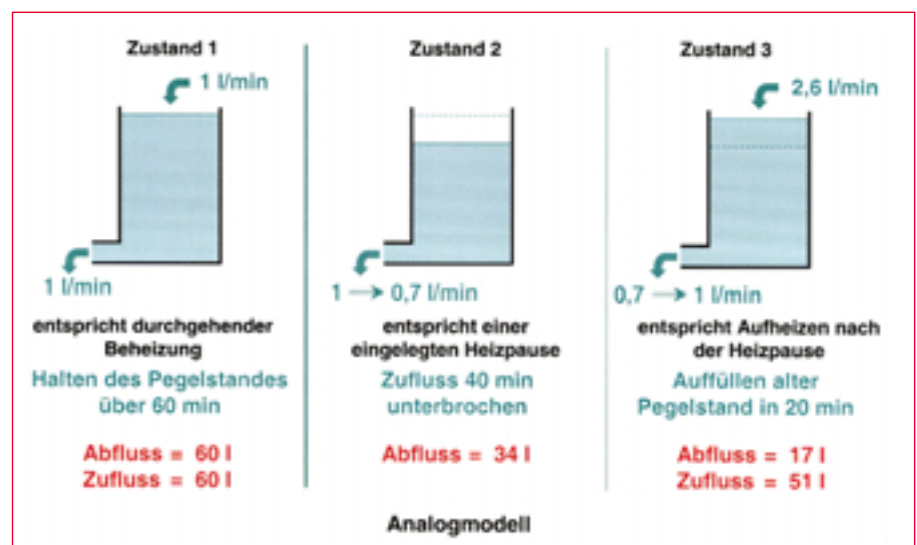 Zustand 1
1 l/min
1 l/min
entspricht durchgehender
Beheizung
Halten des Pegelstandes
über 60 min
Abfluss = 60 l
Zufluss = 60 l
Zustand 2
1 → 0,7 l/min
entspricht einer
eingelegten Heizpause
Zufluss 40 min
unterbrochen
Abfluss = 34 l
Zustand 3
2,6 l/min
0,7 → 1 l/min
entspricht Aufheizen nach
der Heizpause
Auffüllen alter
Pegelstand in 20 min
Abfluss = 17 l
Zufluss = 51 l
Analogmodell